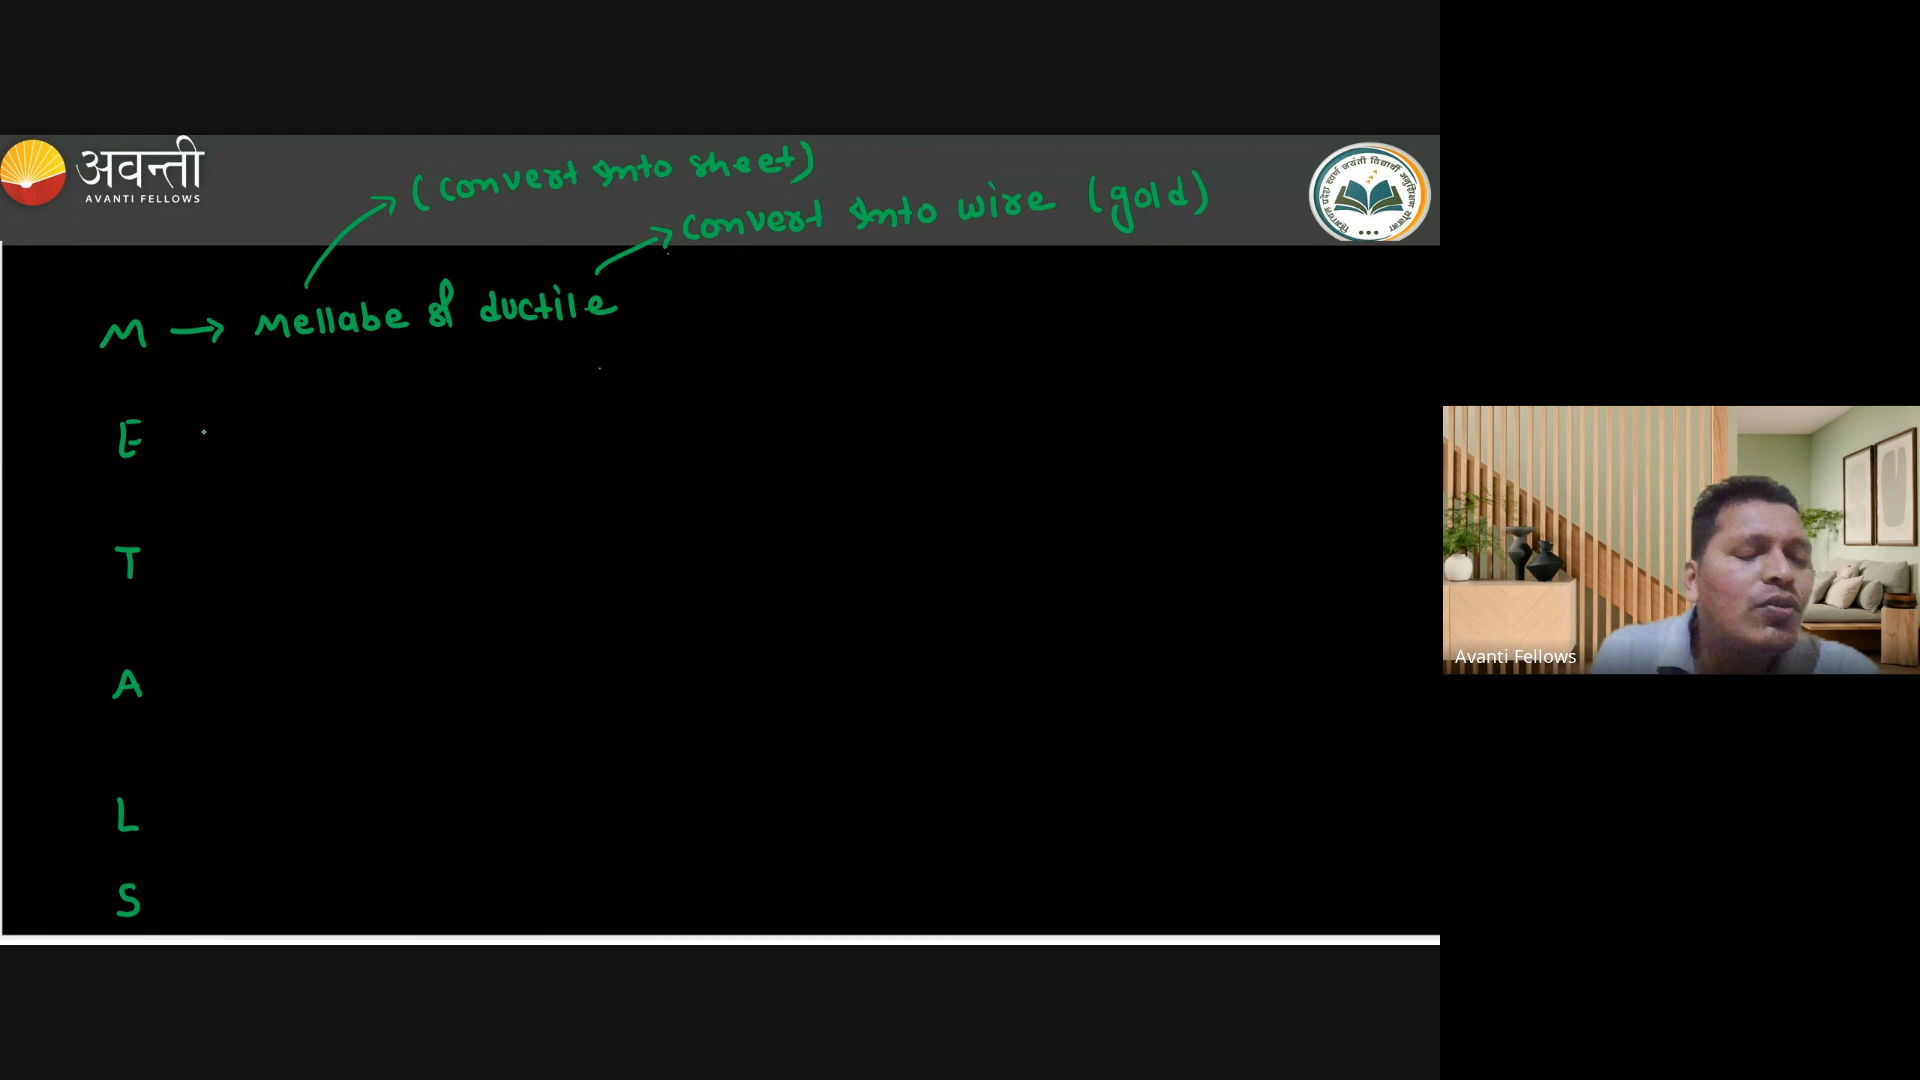 अवन्ती
AVANTI FELLOWS
(convert into sheet)
convert into wire (gold)
M → Mellabe & ductile
E
T
A
L
S
Avanti Fellows